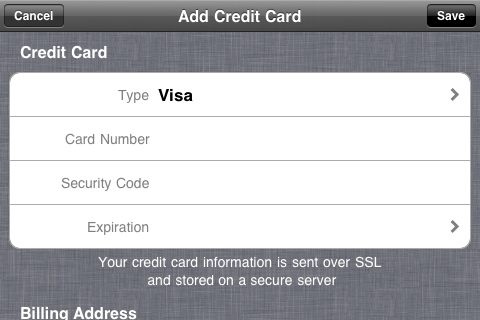 Cancel
Add Credit Card
Save
Credit Card
Type Visa
Card Number
Security Code
Expiration
Your credit card information is sent over SSL
and stored on a secure server
Billing Address